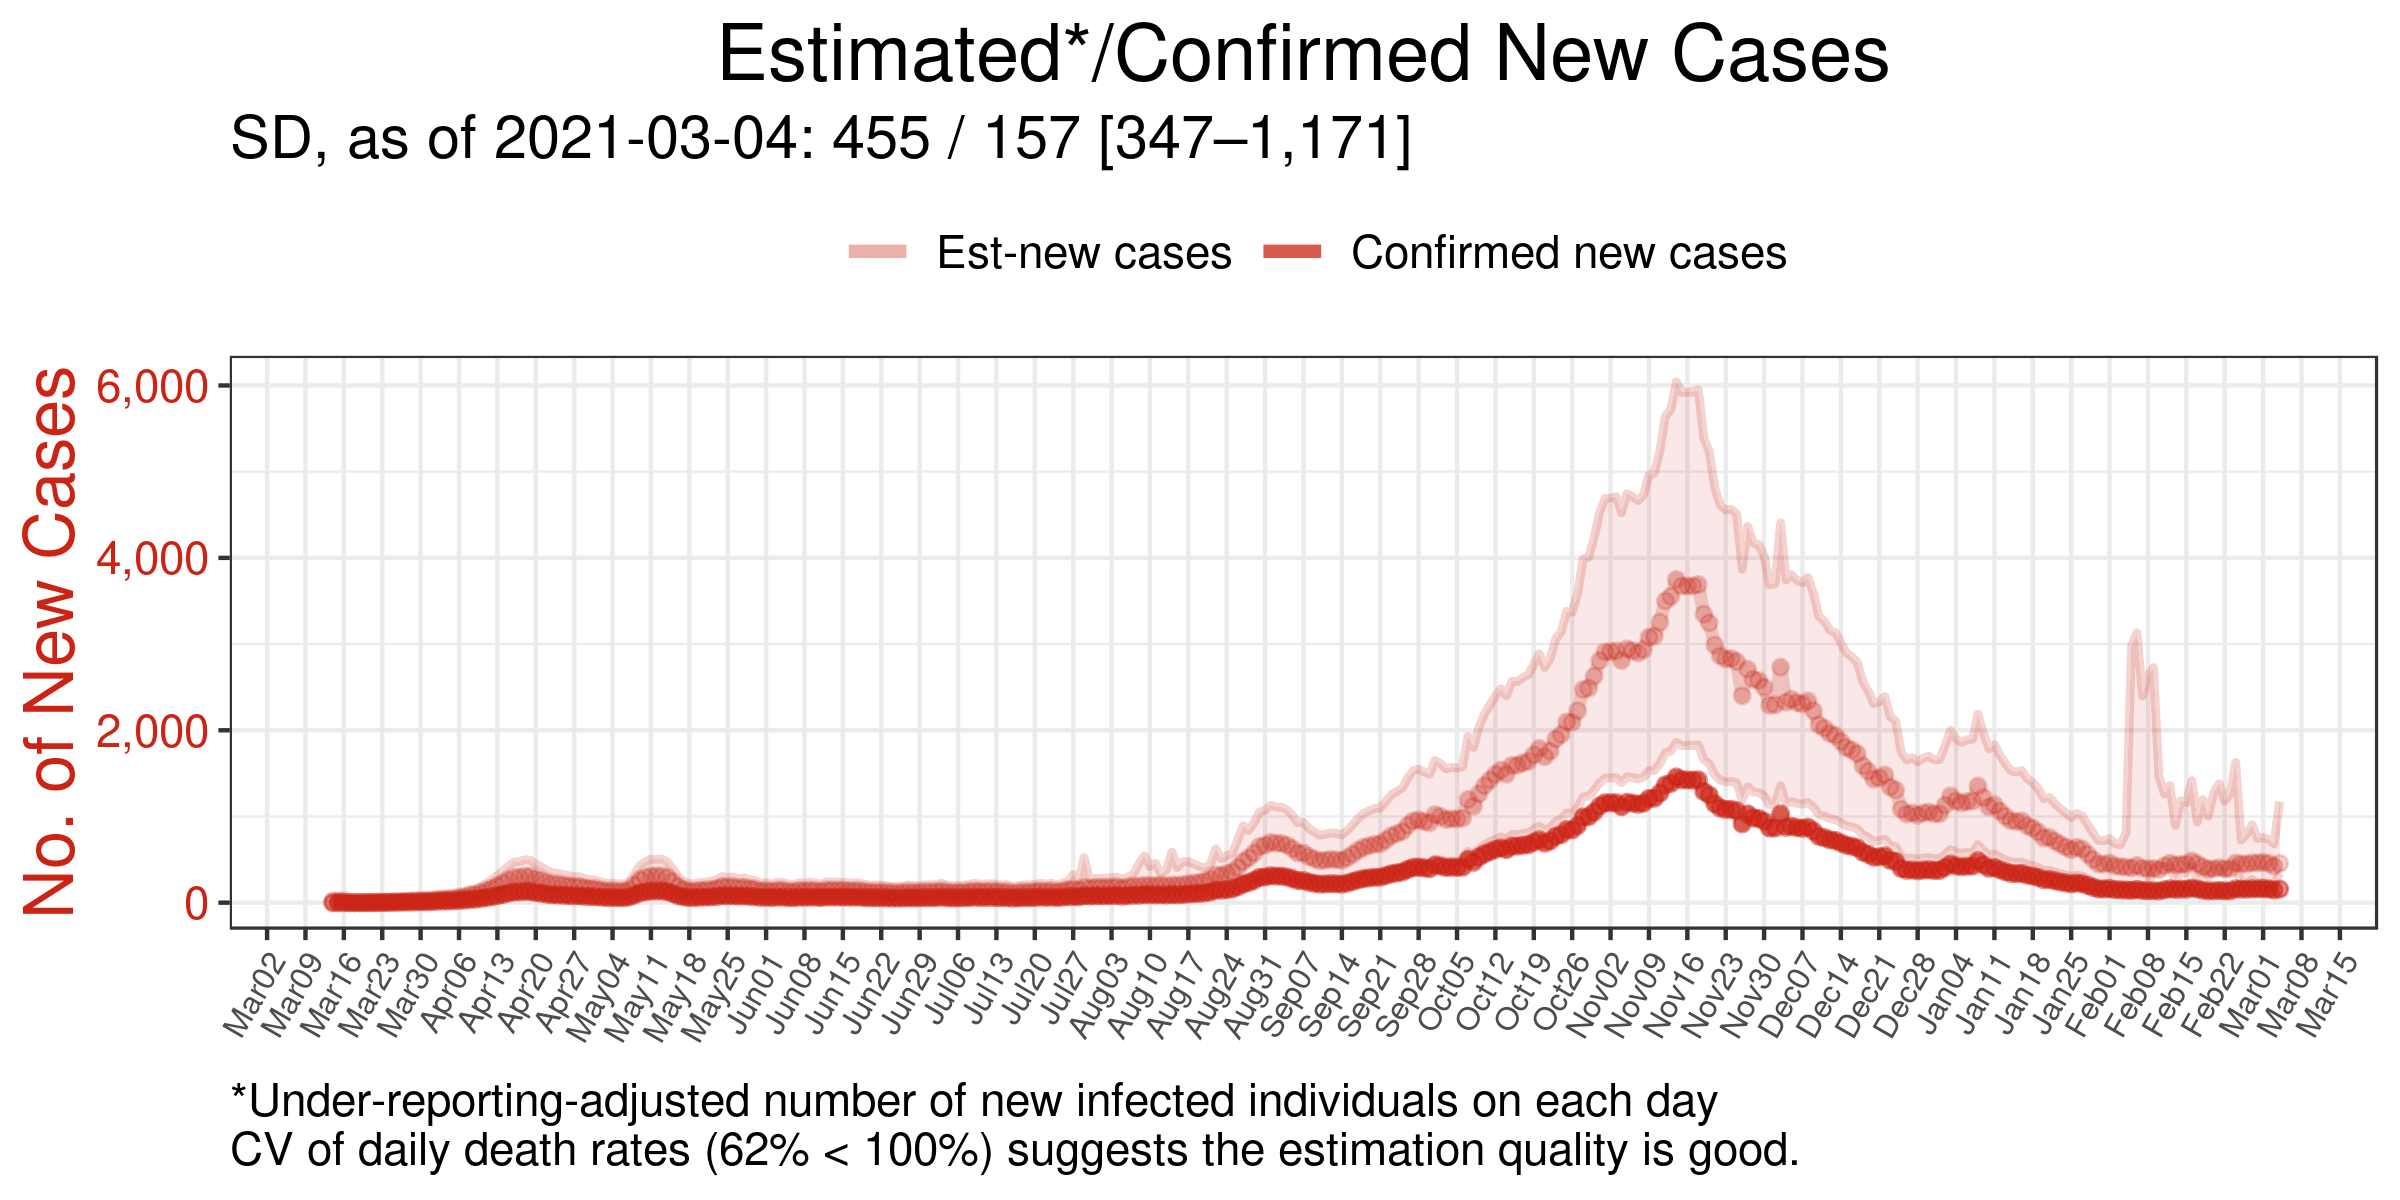 Estimated*/Confirmed New Cases
SD, as of 2021-03-04: 455 / 157 [347–1,171]
Est-new cases Confirmed new cases
No. of New Cases
6,000
4,000
2,000
0
Mar02 Mar09 Mar16 Mar23 Mar30 Apr06 Apr13 Apr20 Apr27 May04 May11 May18 May25 Jun01 Jun08 Jun15 Jun22 Jun29 Jul06 Jul13 Jul20 Jul27 Aug03 Aug10 Aug17 Aug24 Aug31 Sep07 Sep14 Sep21 Sep28 Oct05 Oct12 Oct19 Oct26 Nov02 Nov09 Nov16 Nov23 Nov30 Dec07 Dec14 Dec21 Dec28 Jan04 Jan11 Jan18 Jan25 Feb01 Feb08 Feb15 Feb22 Mar01 Mar08 Mar15
*Under-reporting-adjusted number of new infected individuals on each day
CV of daily death rates (62% < 100%) suggests the estimation quality is good.